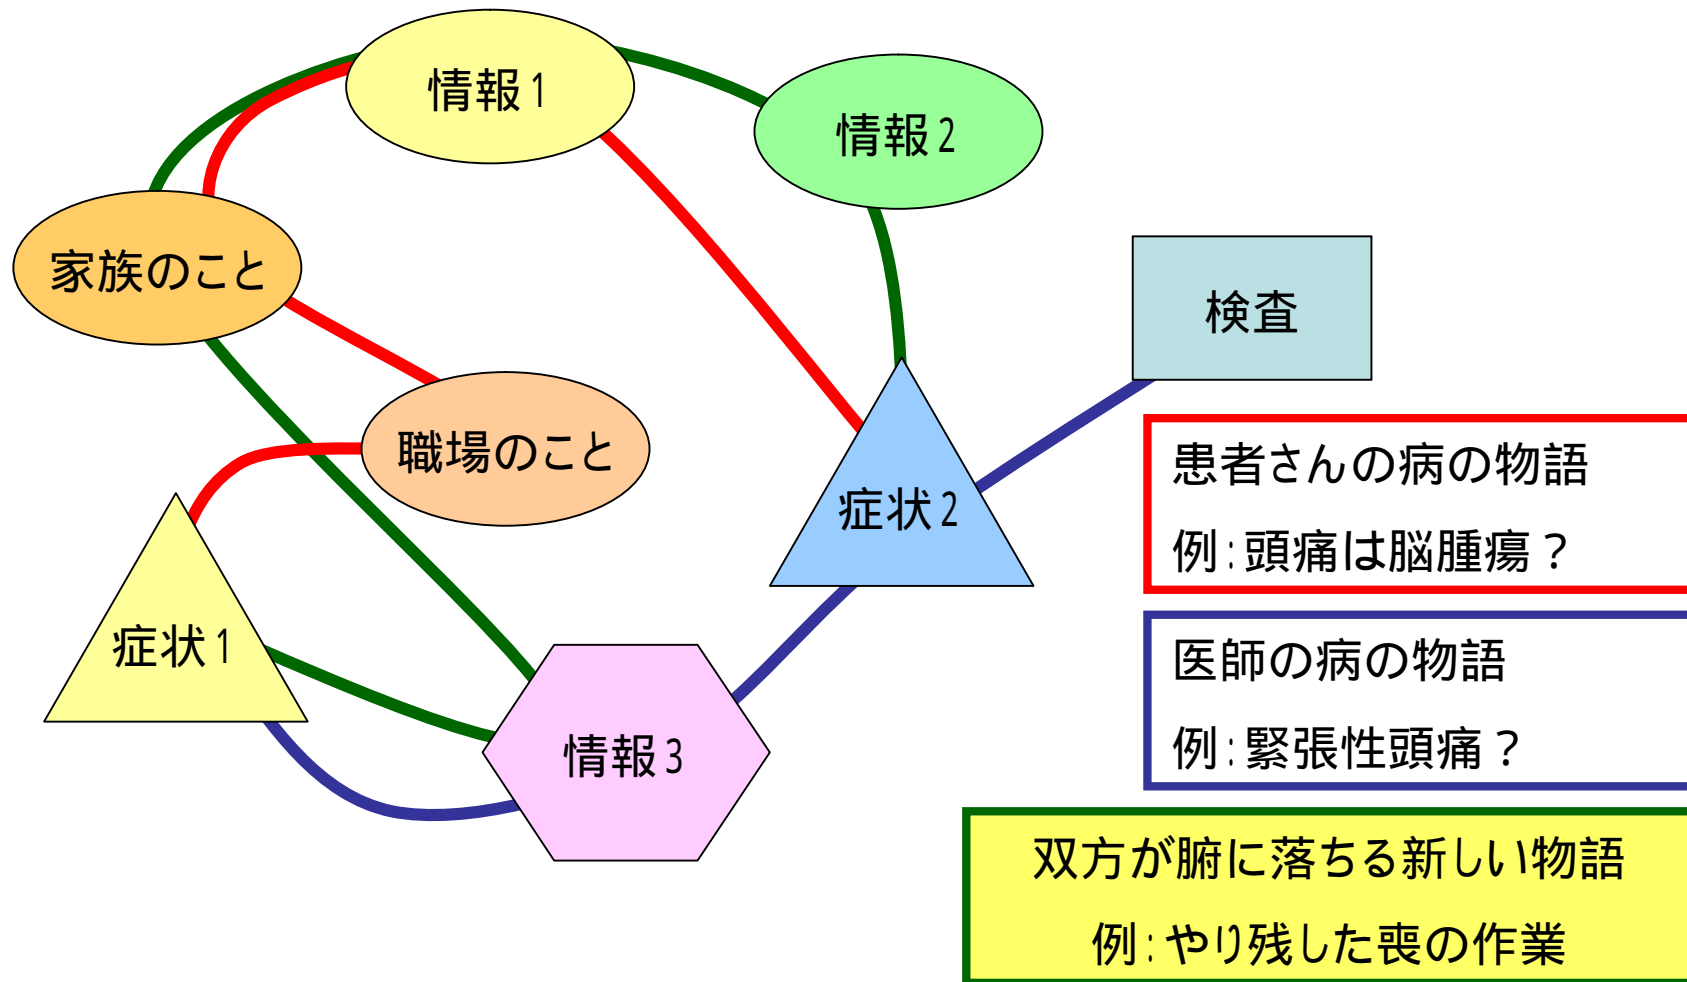 情報1
情報2
家族のこと
検査
職場のこと
患者さんの病の物語
例:頭痛は脳腫瘍?
症状2
症状1
医師の病の物語
例:緊張性頭痛?
情報3
双方が腑に落ちる新しい物語
例:やり残した喪の作業